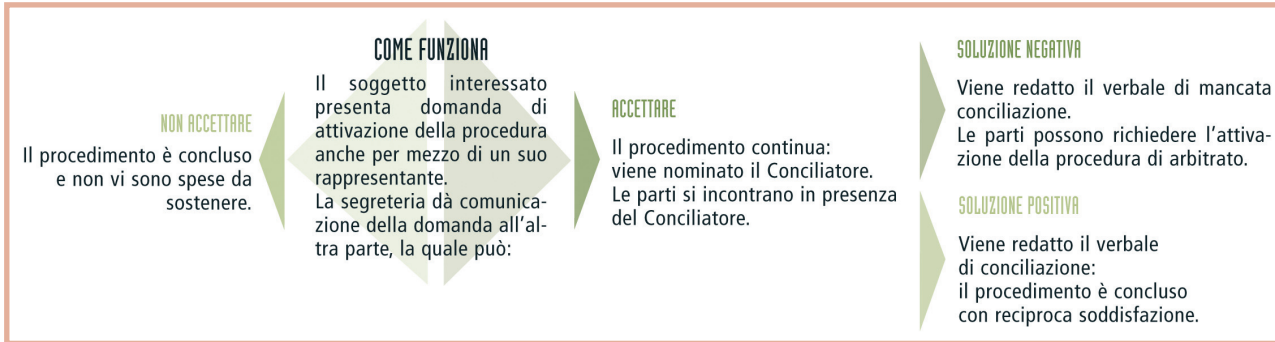 COME FUNZIONA
Il soggetto interessato
presenta domanda di
attivazione della procedura
anche per mezzo di un suo
rappresentante.
La segreteria dà comunica-
zione della domanda all'al-
tra parte, la quale può:
NON ACCETTARE
Il procedimento è concluso
e non vi sono spese da
sostenere.
ACCETTARE
Il procedimento continua:
viene nominato il Conciliatore.
Le parti si incontrano in presenza
del Conciliatore.
SOLUZIONE NEGATIVA
Viene redatto il verbale di mancata
conciliazione.
Le parti possono richiedere l'attiva-
zione della procedura di arbitrato.
SOLUZIONE POSITIVA
Viene redatto il verbale
di conciliazione:
il procedimento è concluso
con reciproca soddisfazione.